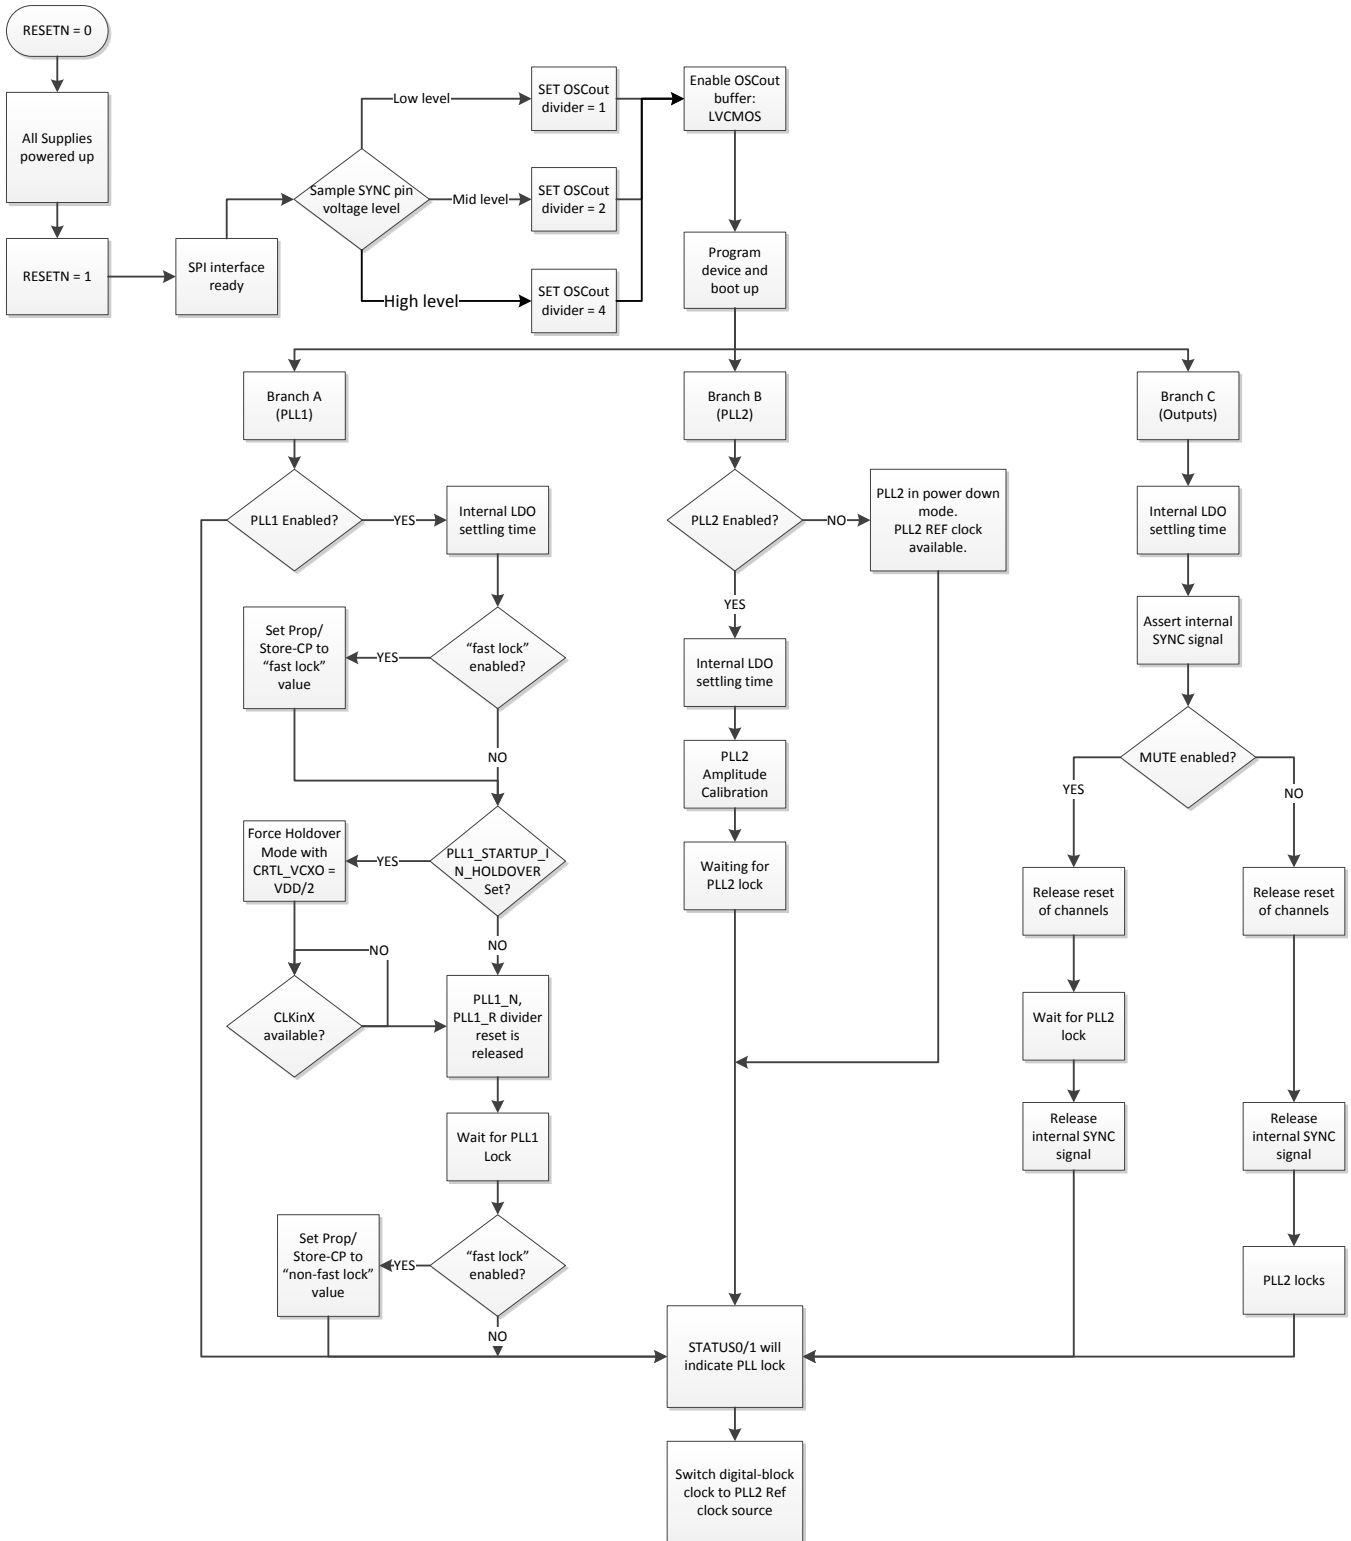 RESETN = 0
All Supplies
powered up
RESETN = 1
SPI interface
ready
Sample SYNC pin
voltage level
Low level
Mid level
High level
SET OSCout
divider = 1
SET OSCout
divider = 2
SET OSCout
divider = 4
Enable OSCout
buffer:
LVCMOS
Program
device and
boot up
Branch A
(PLL1)
PLL1 Enabled?
YES
Internal LDO
settling time
"fast lock"
enabled?
YES
Set Prop/
Store-CP to
"fast lock"
value
NO
PLL1_STARTUP_I
N_HOLDOVER
Set?
YES
Force Holdover
Mode with
CRTL_VCXO =
VDD/2
NO
NO
CLKinX
available?
PLL1_N,
PLL1_R divider
reset is
released
Wait for PLL1
Lock
"fast lock"
enabled?
YES
Set Prop/
Store-CP to
"non-fast lock"
value
NO
Branch B
(PLL2)
PLL2 Enabled?
NO
PLL2 in power down
mode.
PLL2 REF clock
available.
YES
Internal LDO
settling time
PLL2
Amplitude
Calibration
Waiting for
PLL2 lock
Branch C
(Outputs)
Internal LDO
settling time
Assert internal
SYNC signal
MUTE enabled?
YES
NO
Release reset
of channels
Wait for PLL2
lock
Release
internal SYNC
signal
Release reset
of channels
Release
internal SYNC
signal
PLL2 locks
STATUS0/1 will
indicate PLL lock
Switch digital-block
clock to PLL2 Ref
clock source